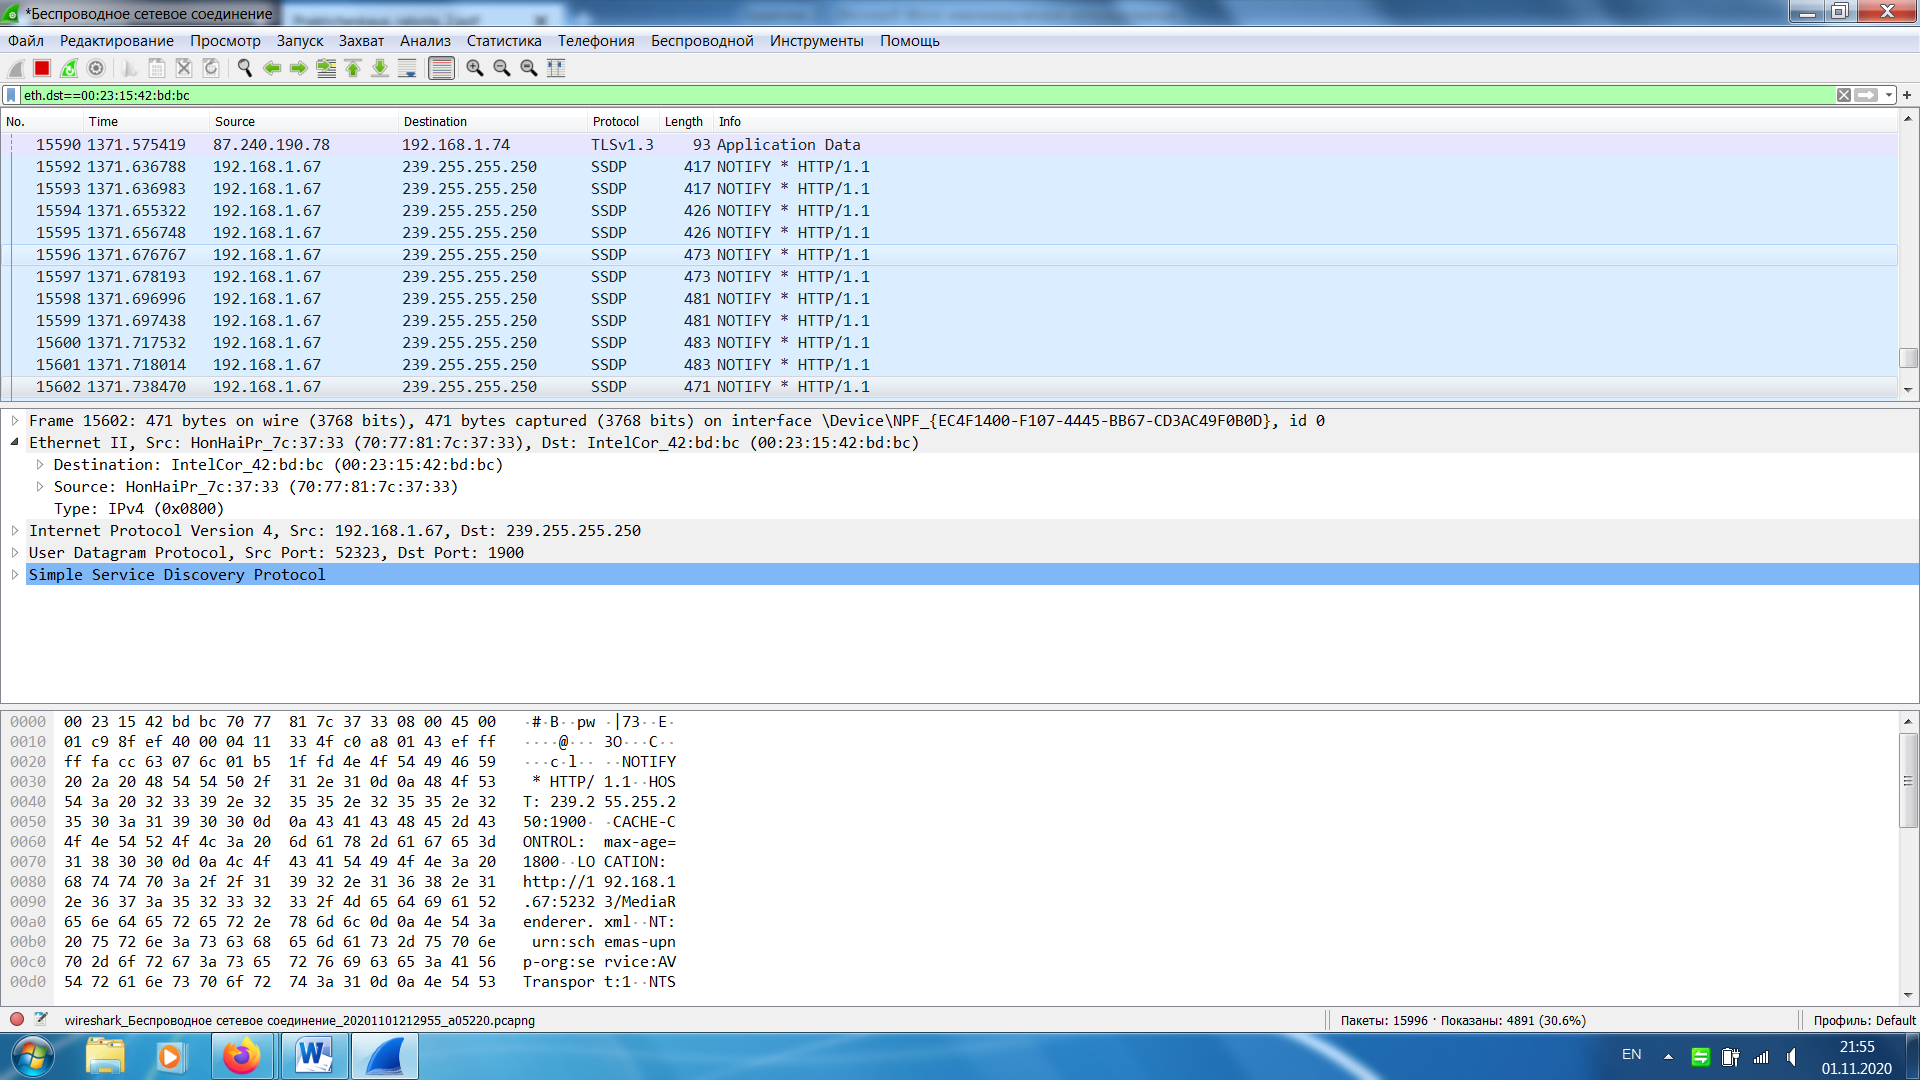 *Беспроводное сетевое соединение
Файл Редактирование Просмотр Запуск Захват Анализ Статистика Телефония Беспроводной Инструменты Помощь
eth.dst==00:23:15:42:bd:bc
No. Time Source Destination Protocol Length Info
15590 1371.575419 87.240.190.78 192.168.1.74 TLSv1.3 93 Application Data
15592 1371.636788 192.168.1.67 239.255.255.250 SSDP 417 NOTIFY * HTTP/1.1
15593 1371.636983 192.168.1.67 239.255.255.250 SSDP 417 NOTIFY * HTTP/1.1
15594 1371.655322 192.168.1.67 239.255.255.250 SSDP 426 NOTIFY * HTTP/1.1
15595 1371.656748 192.168.1.67 239.255.255.250 SSDP 426 NOTIFY * HTTP/1.1
15596 1371.676767 192.168.1.67 239.255.255.250 SSDP 473 NOTIFY * HTTP/1.1
15597 1371.678193 192.168.1.67 239.255.255.250 SSDP 473 NOTIFY * HTTP/1.1
15598 1371.696996 192.168.1.67 239.255.255.250 SSDP 481 NOTIFY * HTTP/1.1
15599 1371.697438 192.168.1.67 239.255.255.250 SSDP 481 NOTIFY * HTTP/1.1
15600 1371.717532 192.168.1.67 239.255.255.250 SSDP 483 NOTIFY * HTTP/1.1
15601 1371.718014 192.168.1.67 239.255.255.250 SSDP 483 NOTIFY * HTTP/1.1
15602 1371.738470 192.168.1.67 239.255.255.250 SSDP 471 NOTIFY * HTTP/1.1
Frame 15602: 471 bytes on wire (3768 bits), 471 bytes captured (3768 bits) on interface \Device\NPF_{EC4F1400-F107-4445-BB67-CD3AC49F0B0D}, id 0
Ethernet II, Src: HonHaiPr_7c:37:33 (70:77:81:7c:37:33), Dst: IntelCor_42:bd:bc (00:23:15:42:bd:bc)
Destination: IntelCor_42:bd:bc (00:23:15:42:bd:bc)
Source: HonHaiPr_7c:37:33 (70:77:81:7c:37:33)
Type: IPv4 (0x0800)
Internet Protocol Version 4, Src: 192.168.1.67, Dst: 239.255.255.250
User Datagram Protocol, Src Port: 52323, Dst Port: 1900
Simple Service Discovery Protocol
0000 00 23 15 42 bd bc 70 77 81 7c 37 33 08 00 45 00 ·#·B··pw ·|73··E·
0010 01 c9 8f ef 40 00 04 11 33 4f c0 a8 01 43 ef ff ····@··· 3O···C··
0020 ff fa cc 63 07 6c 01 b5 1f fd 4e 4f 54 49 46 59 ···c·l·· ··NOTIFY
0030 20 2a 20 48 54 54 50 2f 31 2e 31 0d 0a 48 4f 53 * HTTP/ 1.1··HOS
0040 54 3a 20 32 33 39 2e 32 35 35 2e 32 35 35 2e 32 T: 239.2 55.255.2
0050 35 30 3a 31 39 30 30 0d 0a 43 41 43 48 45 2d 43 50:1900· ·CACHE-C
0060 4f 4e 54 52 4f 4c 3a 20 6d 61 78 2d 61 67 65 3d ONTROL: max-age=
0070 31 38 30 30 0d 0a 4c 4f 43 41 54 49 4f 4e 3a 20 1800··LO CATION:
0080 68 74 74 70 3a 2f 2f 31 39 32 2e 31 36 38 2e 31 http://1 92.168.1
0090 2e 36 37 3a 35 32 33 32 33 2f 4d 65 64 69 61 52 .67:5232 3/MediaR
00a0 65 6e 64 65 72 65 72 2e 78 6d 6c 0d 0a 4e 54 3a enderer. xml··NT:
00b0 20 75 72 6e 3a 73 63 68 65 6d 61 73 2d 75 70 6e urn:sch emas-upn
00c0 70 2d 6f 72 67 3a 73 65 72 76 69 63 65 3a 41 56 p-org:se rvice:AV
00d0 54 72 61 6e 73 70 6f 72 74 3a 31 0d 0a 4e 54 53 Transpor t:1··NTS
wireshark_Беспроводное сетевое соединение_20201101212955_a05220.pcapng Пакеты: 15996 · Показаны: 4891 (30.6%) Профиль: Default
EN
21:55
01.11.2020